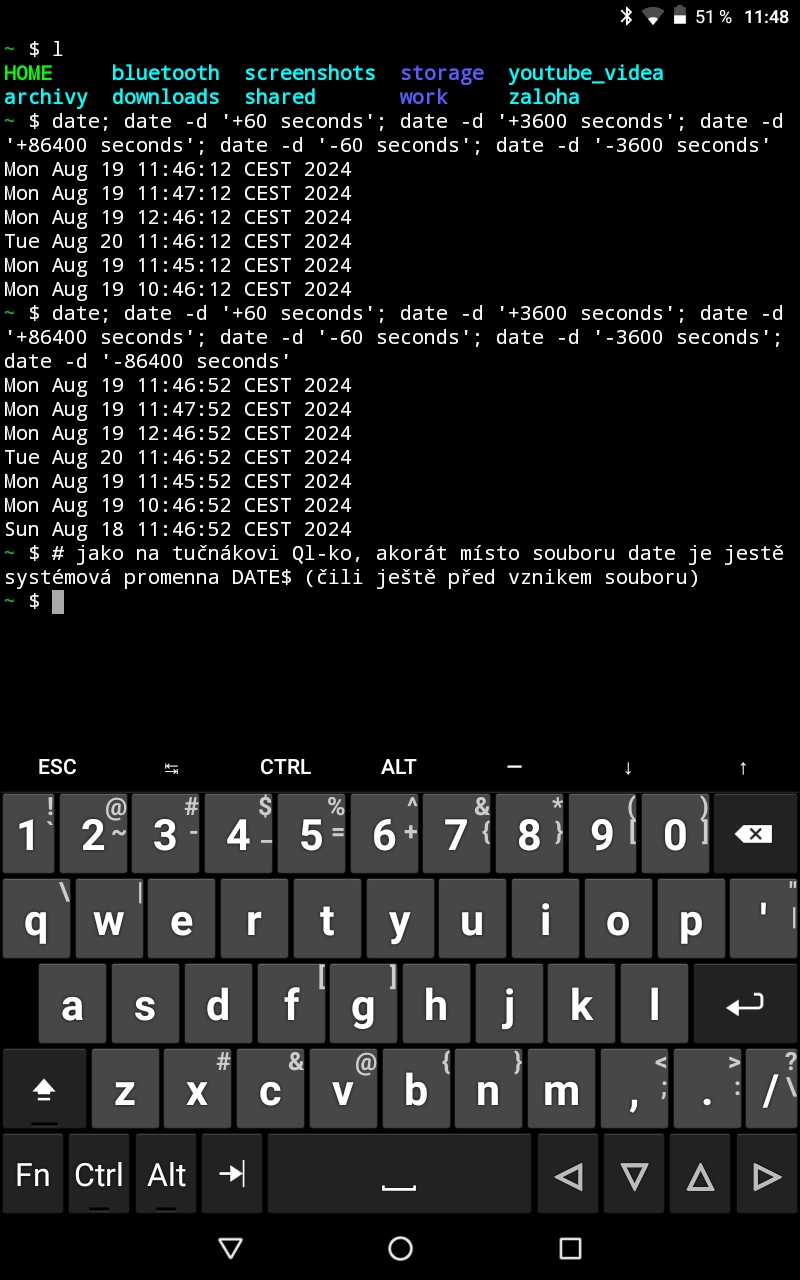 51 % 11:48
~ $ l
HOME bluetooth screenshots storage youtube_videa
archivy downloads shared work zaloha
~ $ date; date -d '+60 seconds'; date -d '+3600 seconds'; date -d
'+86400 seconds'; date -d '-60 seconds'; date -d '-3600 seconds'
Mon Aug 19 11:46:12 CEST 2024
Mon Aug 19 11:47:12 CEST 2024
Mon Aug 19 12:46:12 CEST 2024
Tue Aug 20 11:46:12 CEST 2024
Mon Aug 19 11:45:12 CEST 2024
Mon Aug 19 10:46:12 CEST 2024
~ $ date; date -d '+60 seconds'; date -d '+3600 seconds'; date -d
'+86400 seconds'; date -d '-60 seconds'; date -d '-3600 seconds';
date -d '-86400 seconds'
Mon Aug 19 11:46:52 CEST 2024
Mon Aug 19 11:47:52 CEST 2024
Mon Aug 19 12:46:52 CEST 2024
Tue Aug 20 11:46:52 CEST 2024
Mon Aug 19 11:45:52 CEST 2024
Mon Aug 19 10:46:52 CEST 2024
Sun Aug 18 11:46:52 CEST 2024
~ $ # jako na tučnákovi Ql-ko, akorát místo souboru date je jestě
systémová promenna DATE$ (čili ještě před vznikem souboru)
~ $
ESC ↹ CTRL ALT — ↓ ↑
! @ # $ % ^ & * ( )
1 ` 2 ~ 3 - 4 _ 5 = 6 + 7 { 8 } 9 [ 0 ]
\ | "
q w e r t y u i o p ' |
[ ]
a s d f g h j k l
# & @ { } < > ?
z x c v b n m , ; . : / \
Fn Ctrl Alt